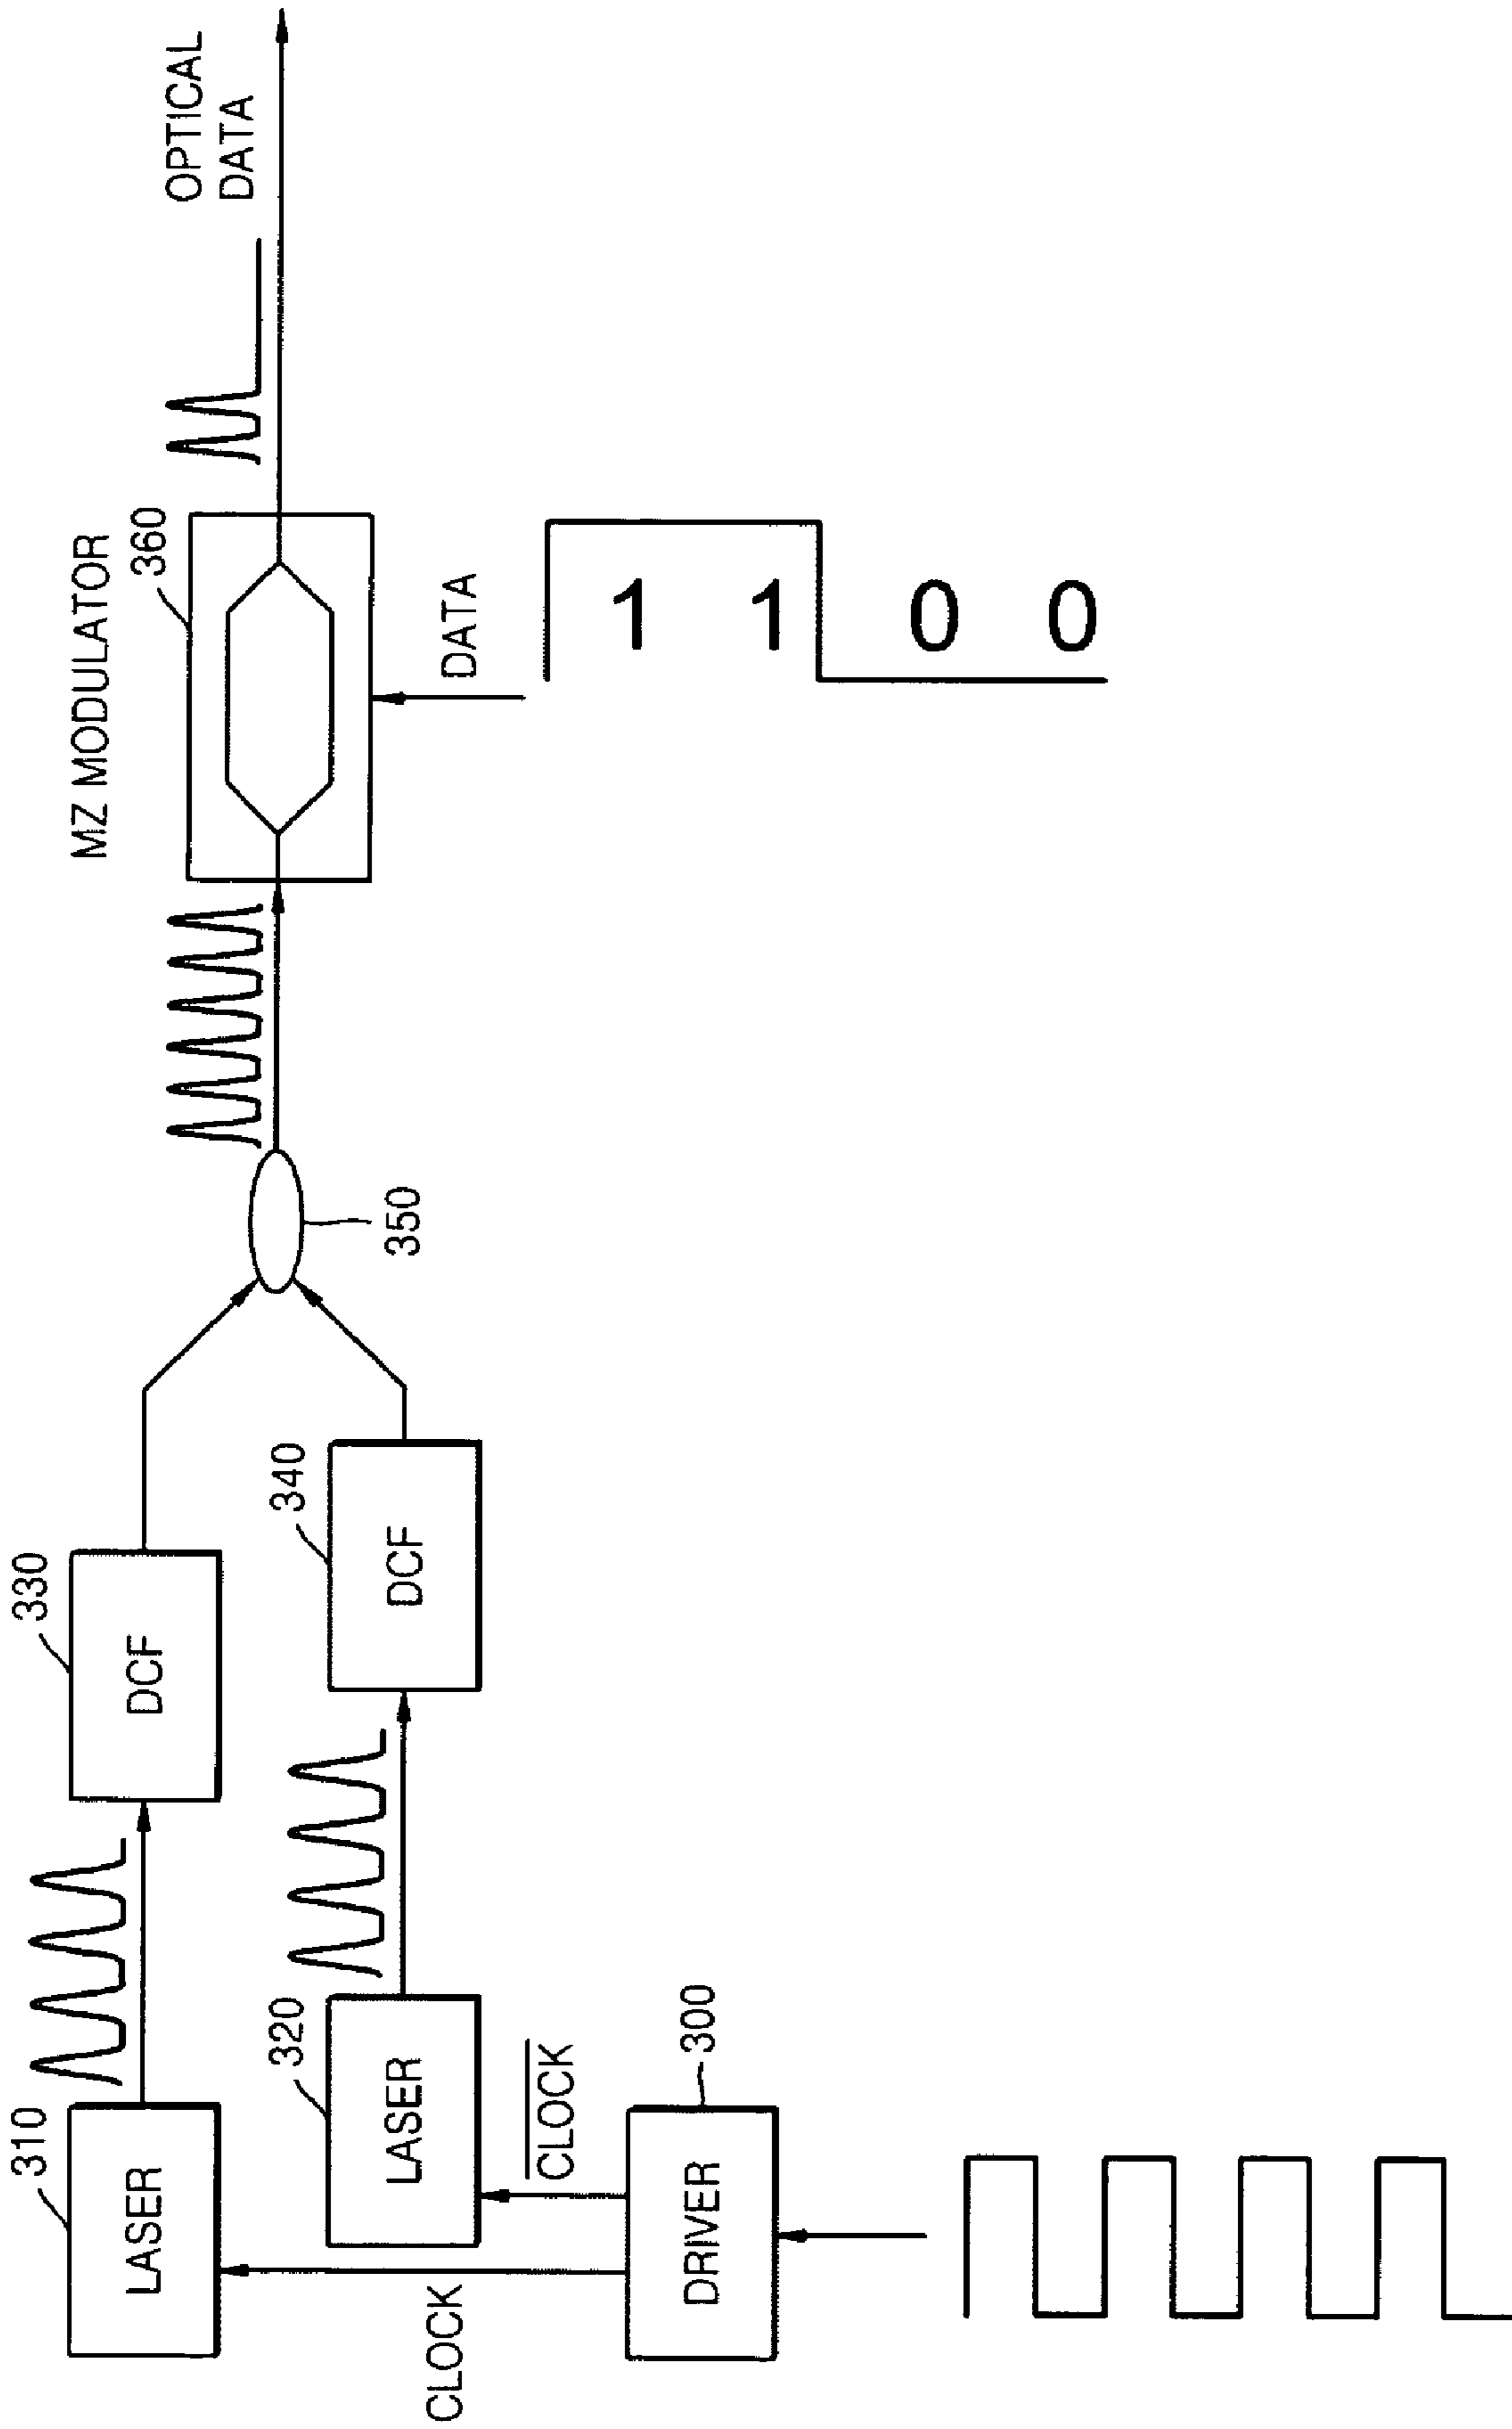 310
LASER
330
DCF
MZ MODULATOR
360
OPTICAL
DATA
320
LASER
340
DCF
350
DATA
1 1 0 0
CLOCK
CLOCK
DRIVER
300